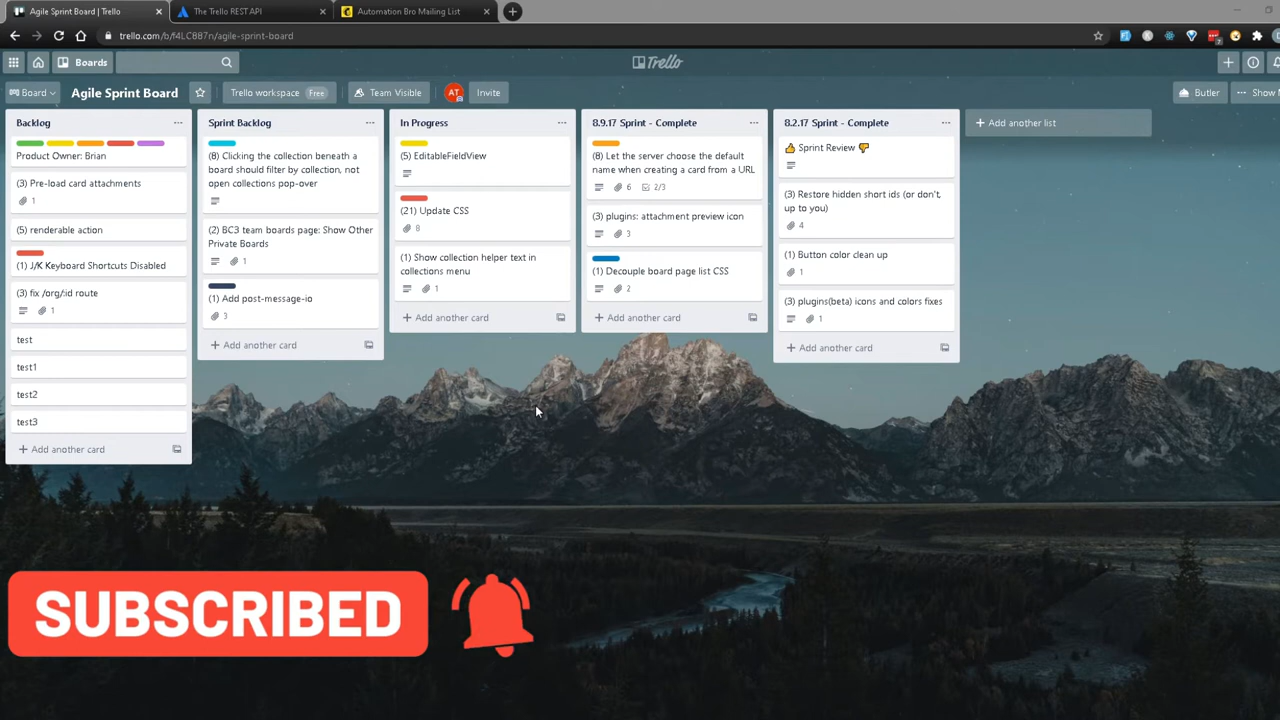 Agile Sprint Board | Trello
The Trello REST API
Automation Bro Mailing List
trello.com/b/f4LC887n/agile-sprint-board
Boards
Trello
Board
Agile Sprint Board
Trello workspace
Free
Team Visible
AT
Invite
Butler
Show
Backlog
Product Owner: Brian
(3) Pre-load card attachments
1
(5) renderable action
(1) J/K Keyboard Shortcuts Disabled
(3) fix /org/:id route
1
test
test1
test2
test3
Add another card
Sprint Backlog
(8) Clicking the collection beneath a
board should filter by collection, not
open collections pop-over
(2) BC3 team boards page: Show Other
Private Boards
1
(1) Add post-message-io
3
Add another card
In Progress
(5) EditableFieldView
(21) Update CSS
8
(1) Show collection helper text in
collections menu
1
Add another card
8.9.17 Sprint - Complete
(8) Let the server choose the default
name when creating a card from a URL
6
2/3
(3) plugins: attachment preview icon
3
(1) Decouple board page list CSS
2
Add another card
8.2.17 Sprint - Complete
Sprint Review
(3) Restore hidden short ids (or don't,
up to you)
4
(1) Button color clean up
1
(3) plugins(beta) icons and colors fixes
1
Add another card
Add another list
SUBSCRIBED